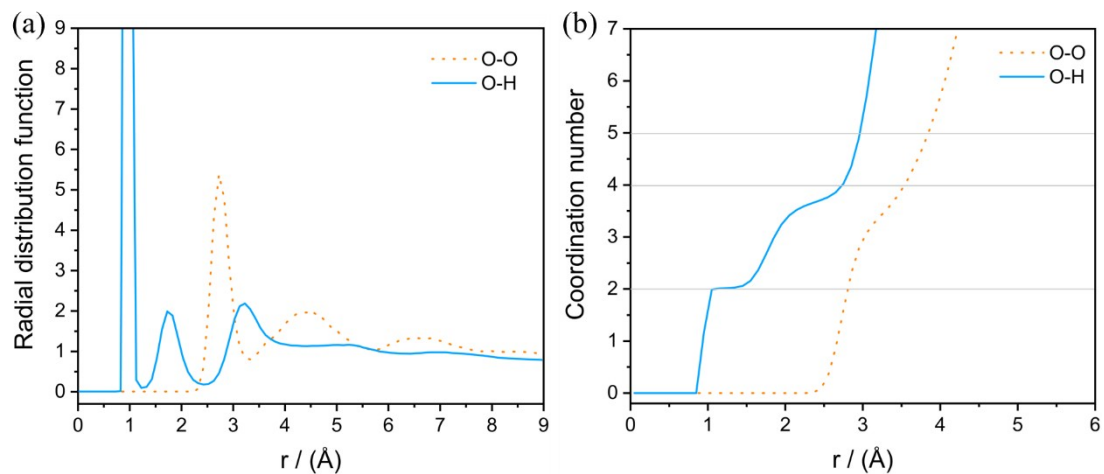 (a)
Radial distribution function
9
8
7
6
5
4
3
2
1
0
O-O
O-H
0 1 2 3 4 5 6 7 8 9
r / (Å)
(b)
Coordination number
7
6
5
4
3
2
1
0
O-O
O-H
0 1 2 3 4 5 6
r / (Å)